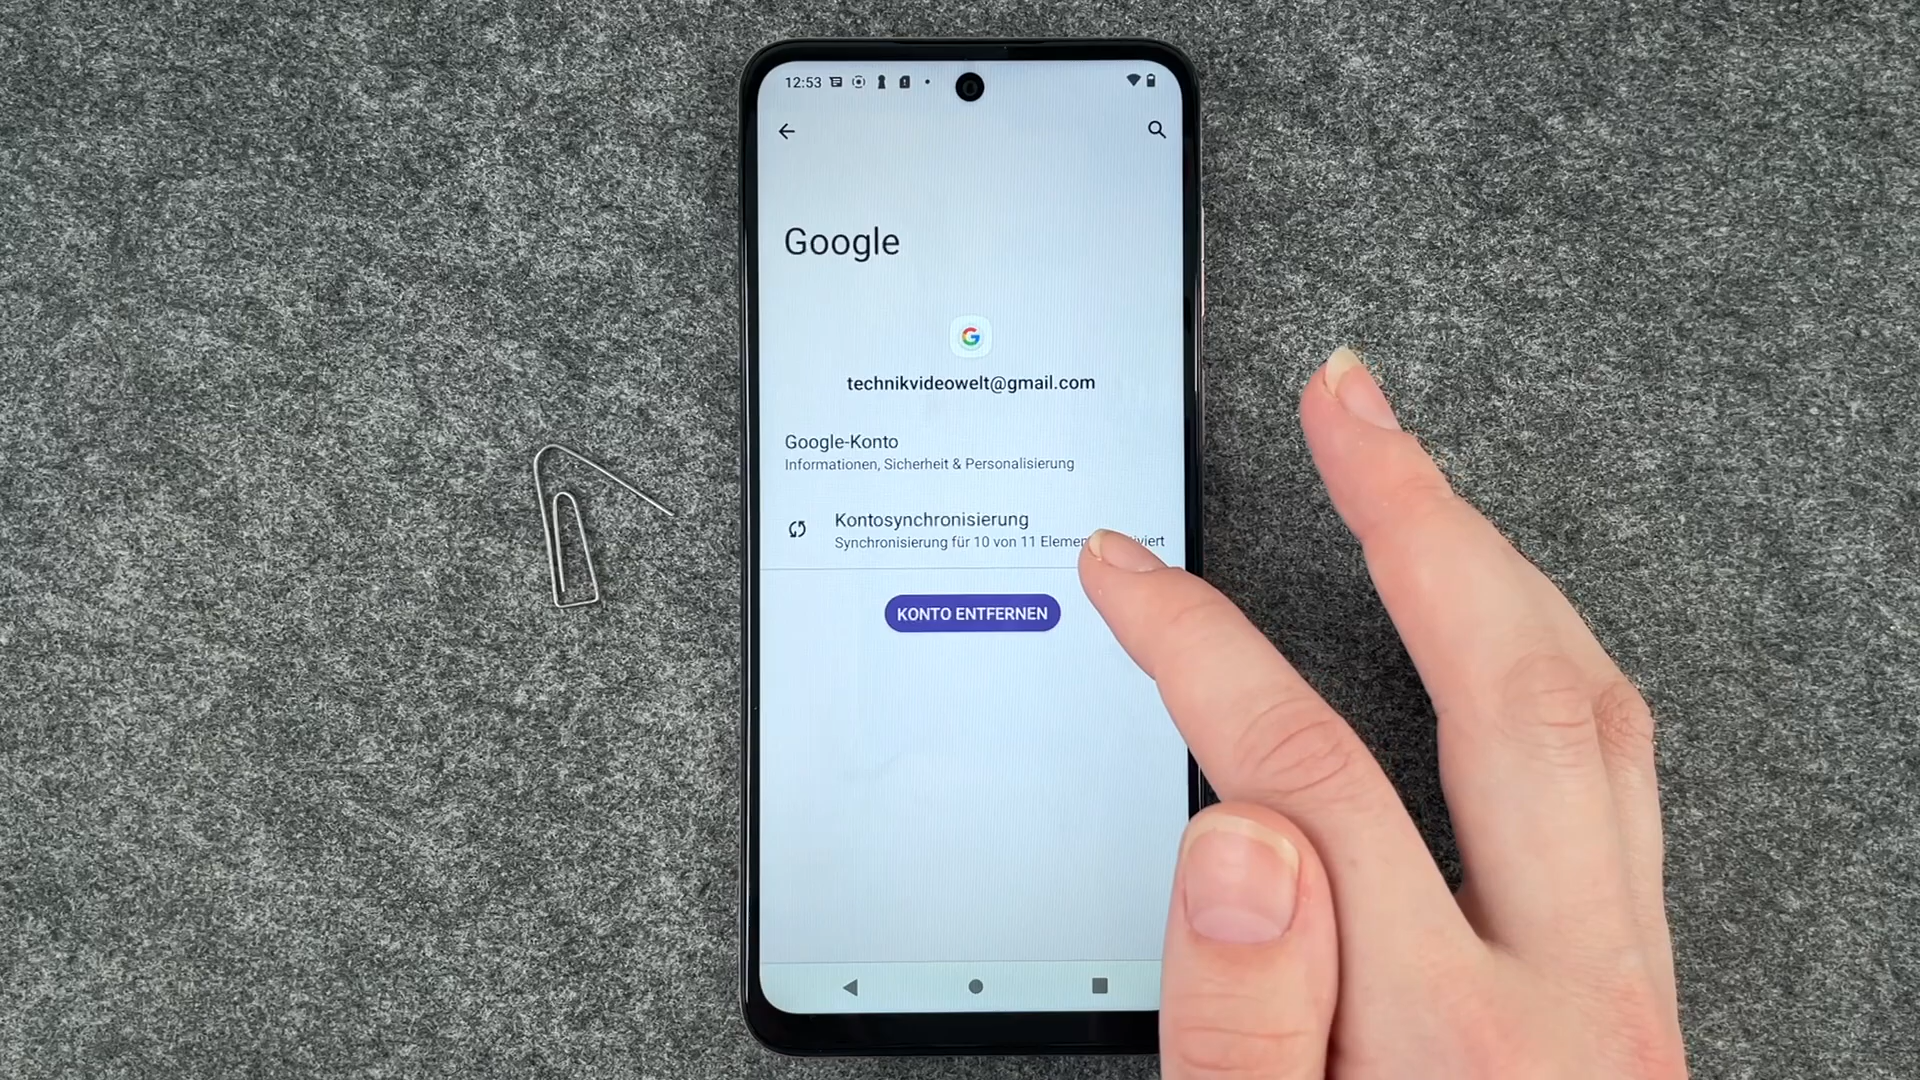 12:53
Google
technikvideowelt@gmail.com
Google-Konto
Informationen, Sicherheit & Personalisierung
Kontosynchronisierung
Synchronisierung für 10 von 11
KONTO ENTFERNEN